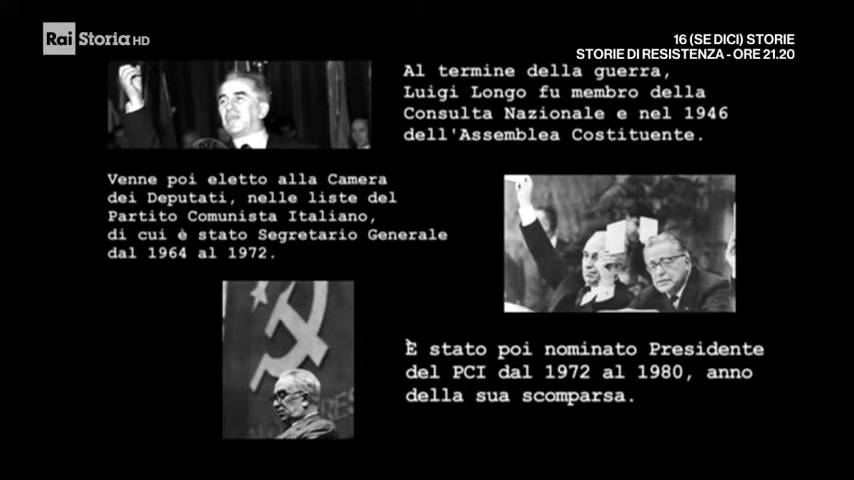 Rai Storia HD
16 (SE DICI) STORIE
STORIE DI RESISTENZA - ORE 21.20
Al termine della guerra,
Luigi Longo fu membro della
Consulta Nazionale e nel 1946
dell'Assemblea Costituente.
Venne poi eletto alla Camera
dei Deputati, nelle liste del
Partito Comunista Italiano,
di cui è stato Segretario Generale
dal 1964 al 1972.
È stato poi nominato Presidente
del PCI dal 1972 al 1980, anno
della sua scomparsa.